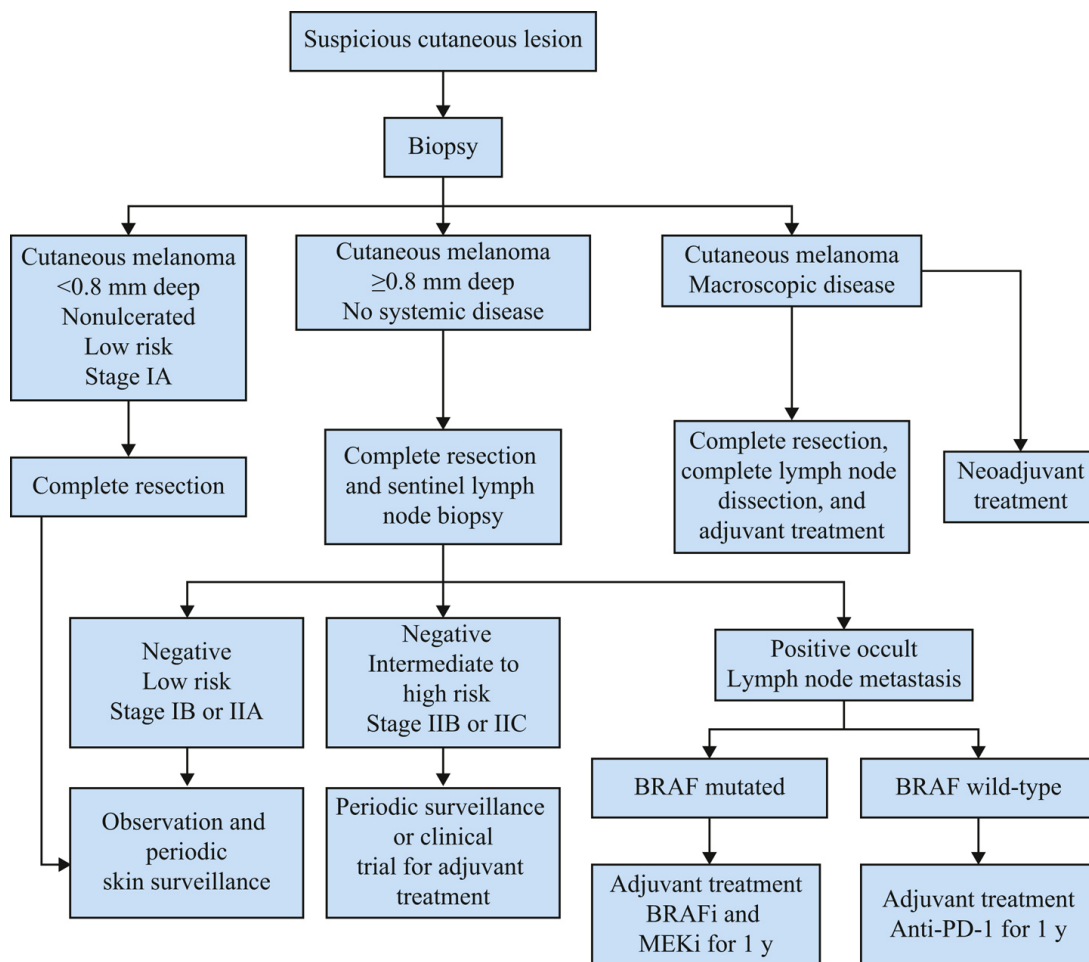 Suspicious cutaneous lesion
Biopsy
Cutaneous melanoma
<0.8 mm deep
Nonulcerated
Low risk
Stage IA
Cutaneous melanoma
≥0.8 mm deep
No systemic disease
Cutaneous melanoma
Macroscopic disease
Complete resection
Complete resection
and sentinel lymph
node biopsy
Complete resection,
complete lymph node
dissection, and
adjuvant treatment
Neoadjuvant
treatment
Negative
Low risk
Stage IB or IIA
Negative
Intermediate to
high risk
Stage IIB or IIC
Positive occult
Lymph node metastasis
BRAF mutated
BRAF wild-type
Observation and
periodic
skin surveillance
Periodic surveillance
or clinical
trial for adjuvant
treatment
Adjuvant treatment
BRAFi and
MEKi for 1 y
Adjuvant treatment
Anti-PD-1 for 1 y